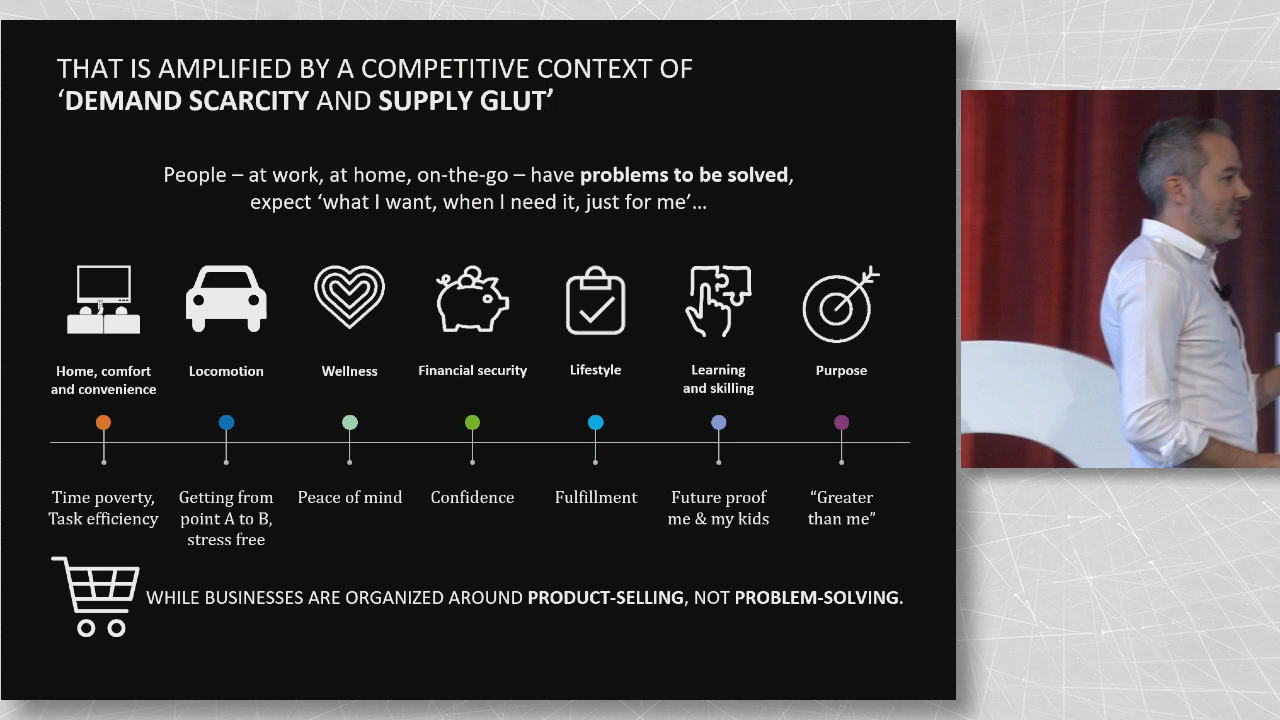 THAT IS AMPLIFIED BY A COMPETITIVE CONTEXT OF
‘DEMAND SCARCITY AND SUPPLY GLUT’
People – at work, at home, on-the-go – have problems to be solved,
expect ‘what I want, when I need it, just for me’...
Home, comfort
and convenience
Locomotion
Wellness
Financial security
Lifestyle
Learning
and skilling
Purpose
Time poverty,
Task efficiency
Getting from
point A to B,
stress free
Peace of mind
Confidence
Fulfillment
Future proof
me & my kids
“Greater
than me”
WHILE BUSINESSES ARE ORGANIZED AROUND PRODUCT-SELLING, NOT PROBLEM-SOLVING.